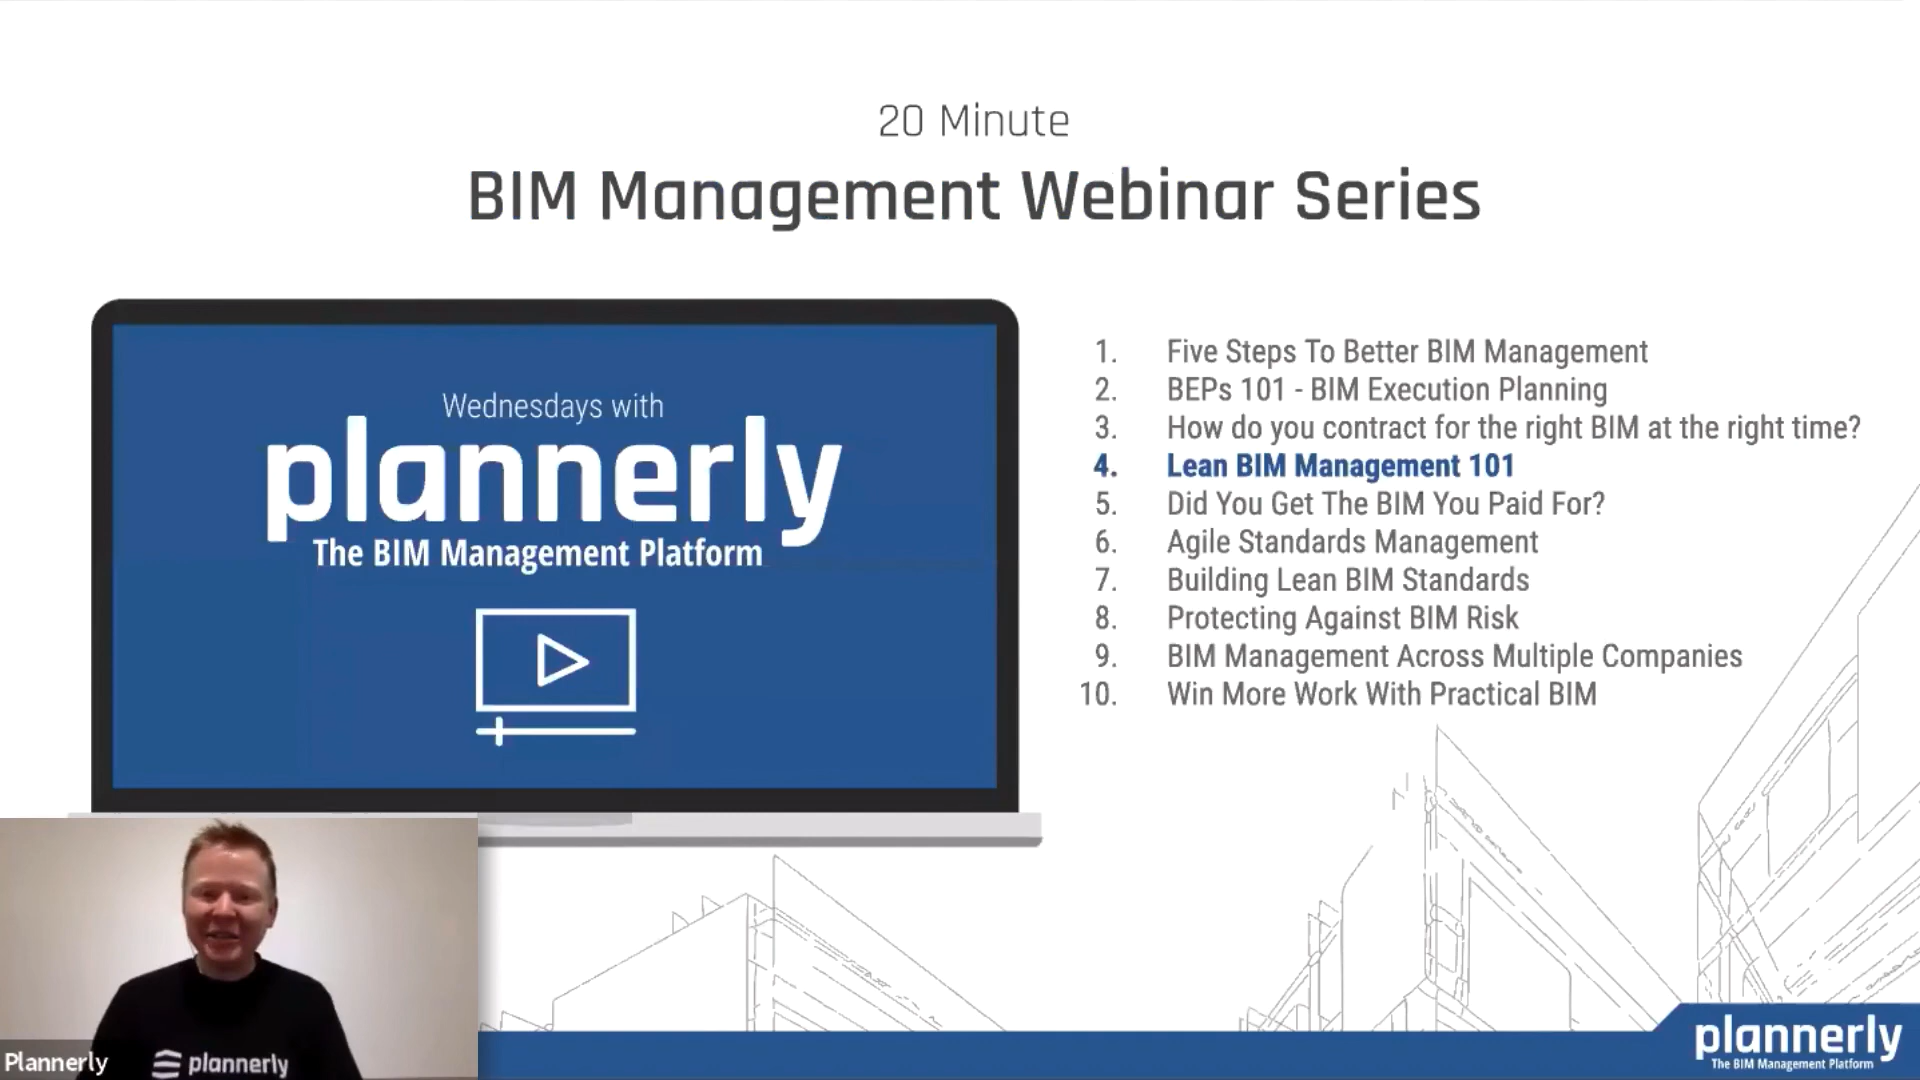 20 Minute
BIM Management Webinar Series
Wednesdays with
plannerly
The BIM Management Platform
1. Five Steps To Better BIM Management
2. BEPs 101 - BIM Execution Planning
3. How do you contract for the right BIM at the right time?
4. Lean BIM Management 101
5. Did You Get The BIM You Paid For?
6. Agile Standards Management
7. Building Lean BIM Standards
8. Protecting Against BIM Risk
9. BIM Management Across Multiple Companies
10. Win More Work With Practical BIM
Plannerly
plannerly
plannerly
The BIM Management Platform